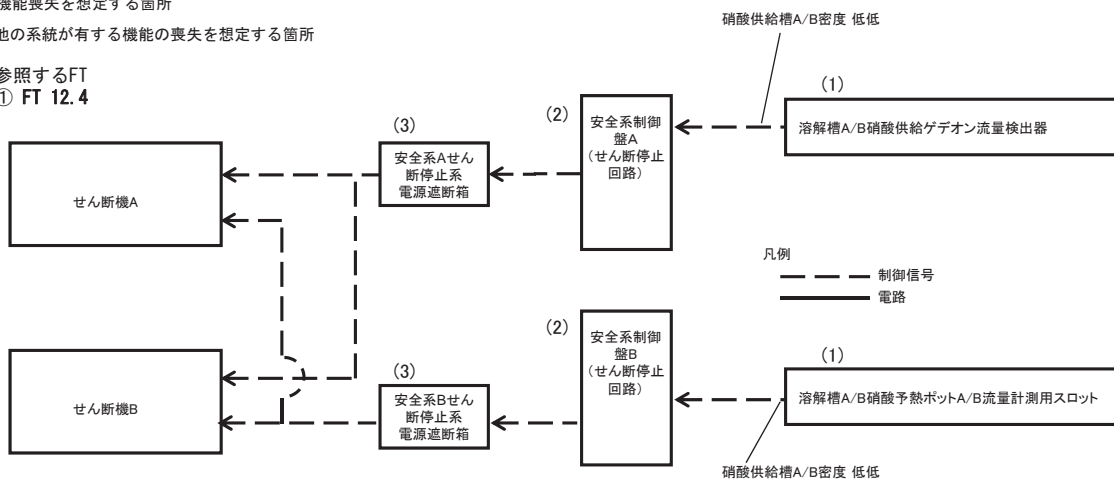 機能喪失を想定する箇所
他の系統が有する機能の喪失を想定する箇所
参照するFT
① FT 12.4
硝酸供給槽A/B密度 低低
(1)
溶解槽A/B硝酸供給ゲデオン流量検出器
(2)
安全系制御
盤A
(せん断停止
回路)
(3)
安全系Aせん
断停止系
電源遮断箱
せん断機A
凡例
制御信号
電路
(2)
安全系制御
盤B
(せん断停止
回路)
(1)
溶解槽A/B硝酸予熱ポットA/B流量計測用スロット
(3)
安全系Bせん
断停止系
電源遮断箱
せん断機B
硝酸供給槽A/B密度 低低